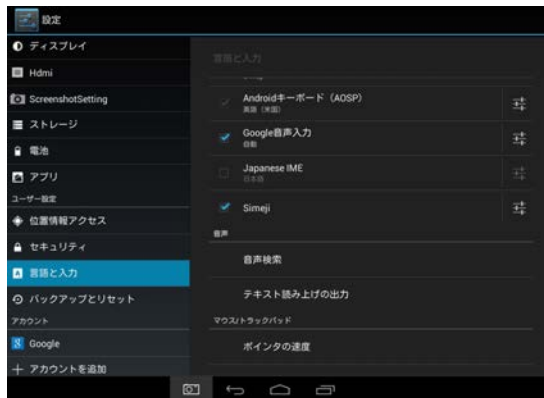 設定
ディスプレイ
Hdmi
ScreenshotSetting
ストレージ
電池
アプリ
ユーザー設定
位置情報アクセス
セキュリティ
言語と入力
バックアップとリセット
アカウント
Google
アカウントを追加
言語と入力
Androidキーボード（AOSP）
英語（米国）
Google音声入力
自動
Japanese IME
日本語
Simeji
音声
音声検索
テキスト読み上げの出力
マウス/トラックパッド
ポインタの速度